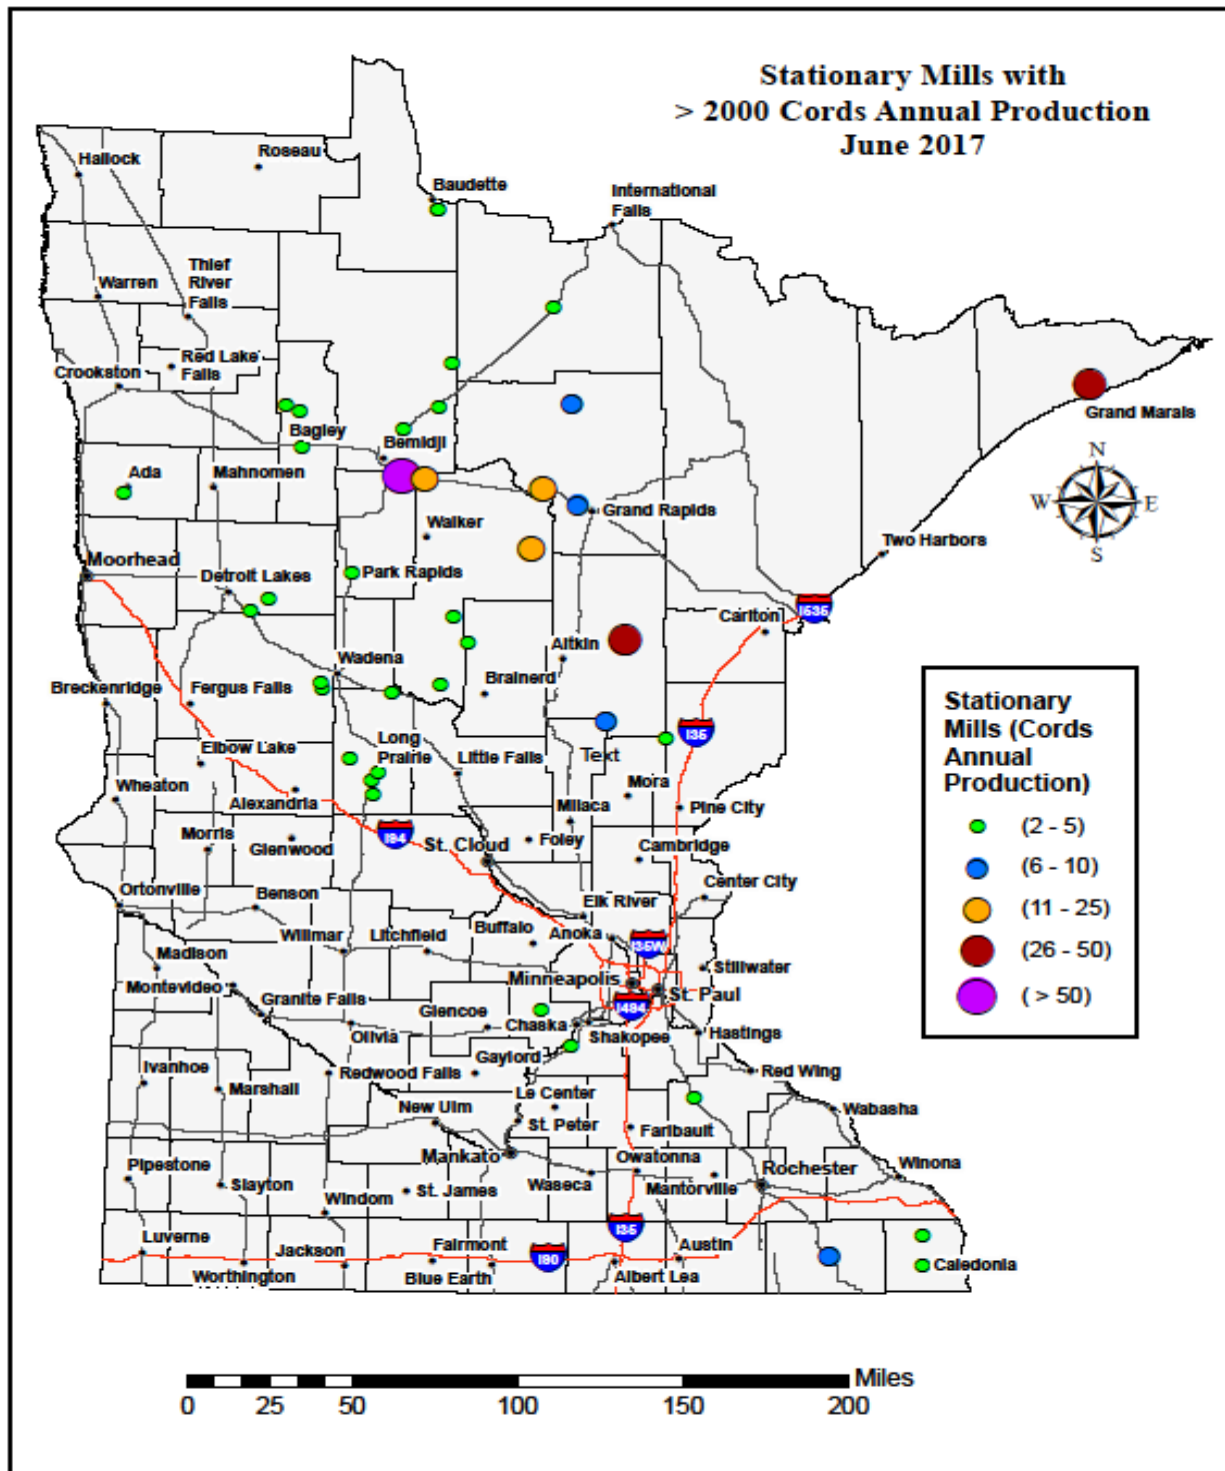 Stationary Mills with
> 2000 Cords Annual Production
June 2017
Hallock
Roseau
Baudette
International
Falls
Warren
Thief
River
Falls
Red Lake
Falls
Crookston
Grand Marais
Bagley
Bemidji
Ada
Mahnomen
N
W
E
S
Walker
Grand Rapids
Two Harbors
Moorhead
Detroit Lakes
Park Rapids
I535
Carlton
Aitkin
Wadena
Brainerd
Breckenridge
Fergus Falls
I35
Elbow Lake
Long
Prairie
Little Falls
Text
Wheaton
Alexandria
Mora
Milaca
Pine City
Morris
Glenwood
I94
St. Cloud
Foley
Cambridge
Ortonville
Benson
Center City
Elk River
Willmar
Litchfield
Buffalo
Anoka
I35W
Madison
Stillwater
Montevideo
Minneapolis
St. Paul
Granite Falls
Glencoe
Chaska
I494
Olivia
Shakopee
Hastings
Ivanhoe
Gaylord
Marshall
Redwood Falls
Red Wing
Le Center
New Ulm
St. Peter
Faribault
Wabasha
Mankato
Pipestone
Slayton
Owatonna
Rochester
Winona
Waseca
Mantorville
St. James
Windom
I35
Luverne
Jackson
Fairmont
I90
Austin
Worthington
Blue Earth
Albert Lea
Caledonia
Stationary
Mills (Cords
Annual
Production)
(2 - 5)
(6 - 10)
(11 - 25)
(26 - 50)
( > 50)
Miles
0 25 50 100 150 200